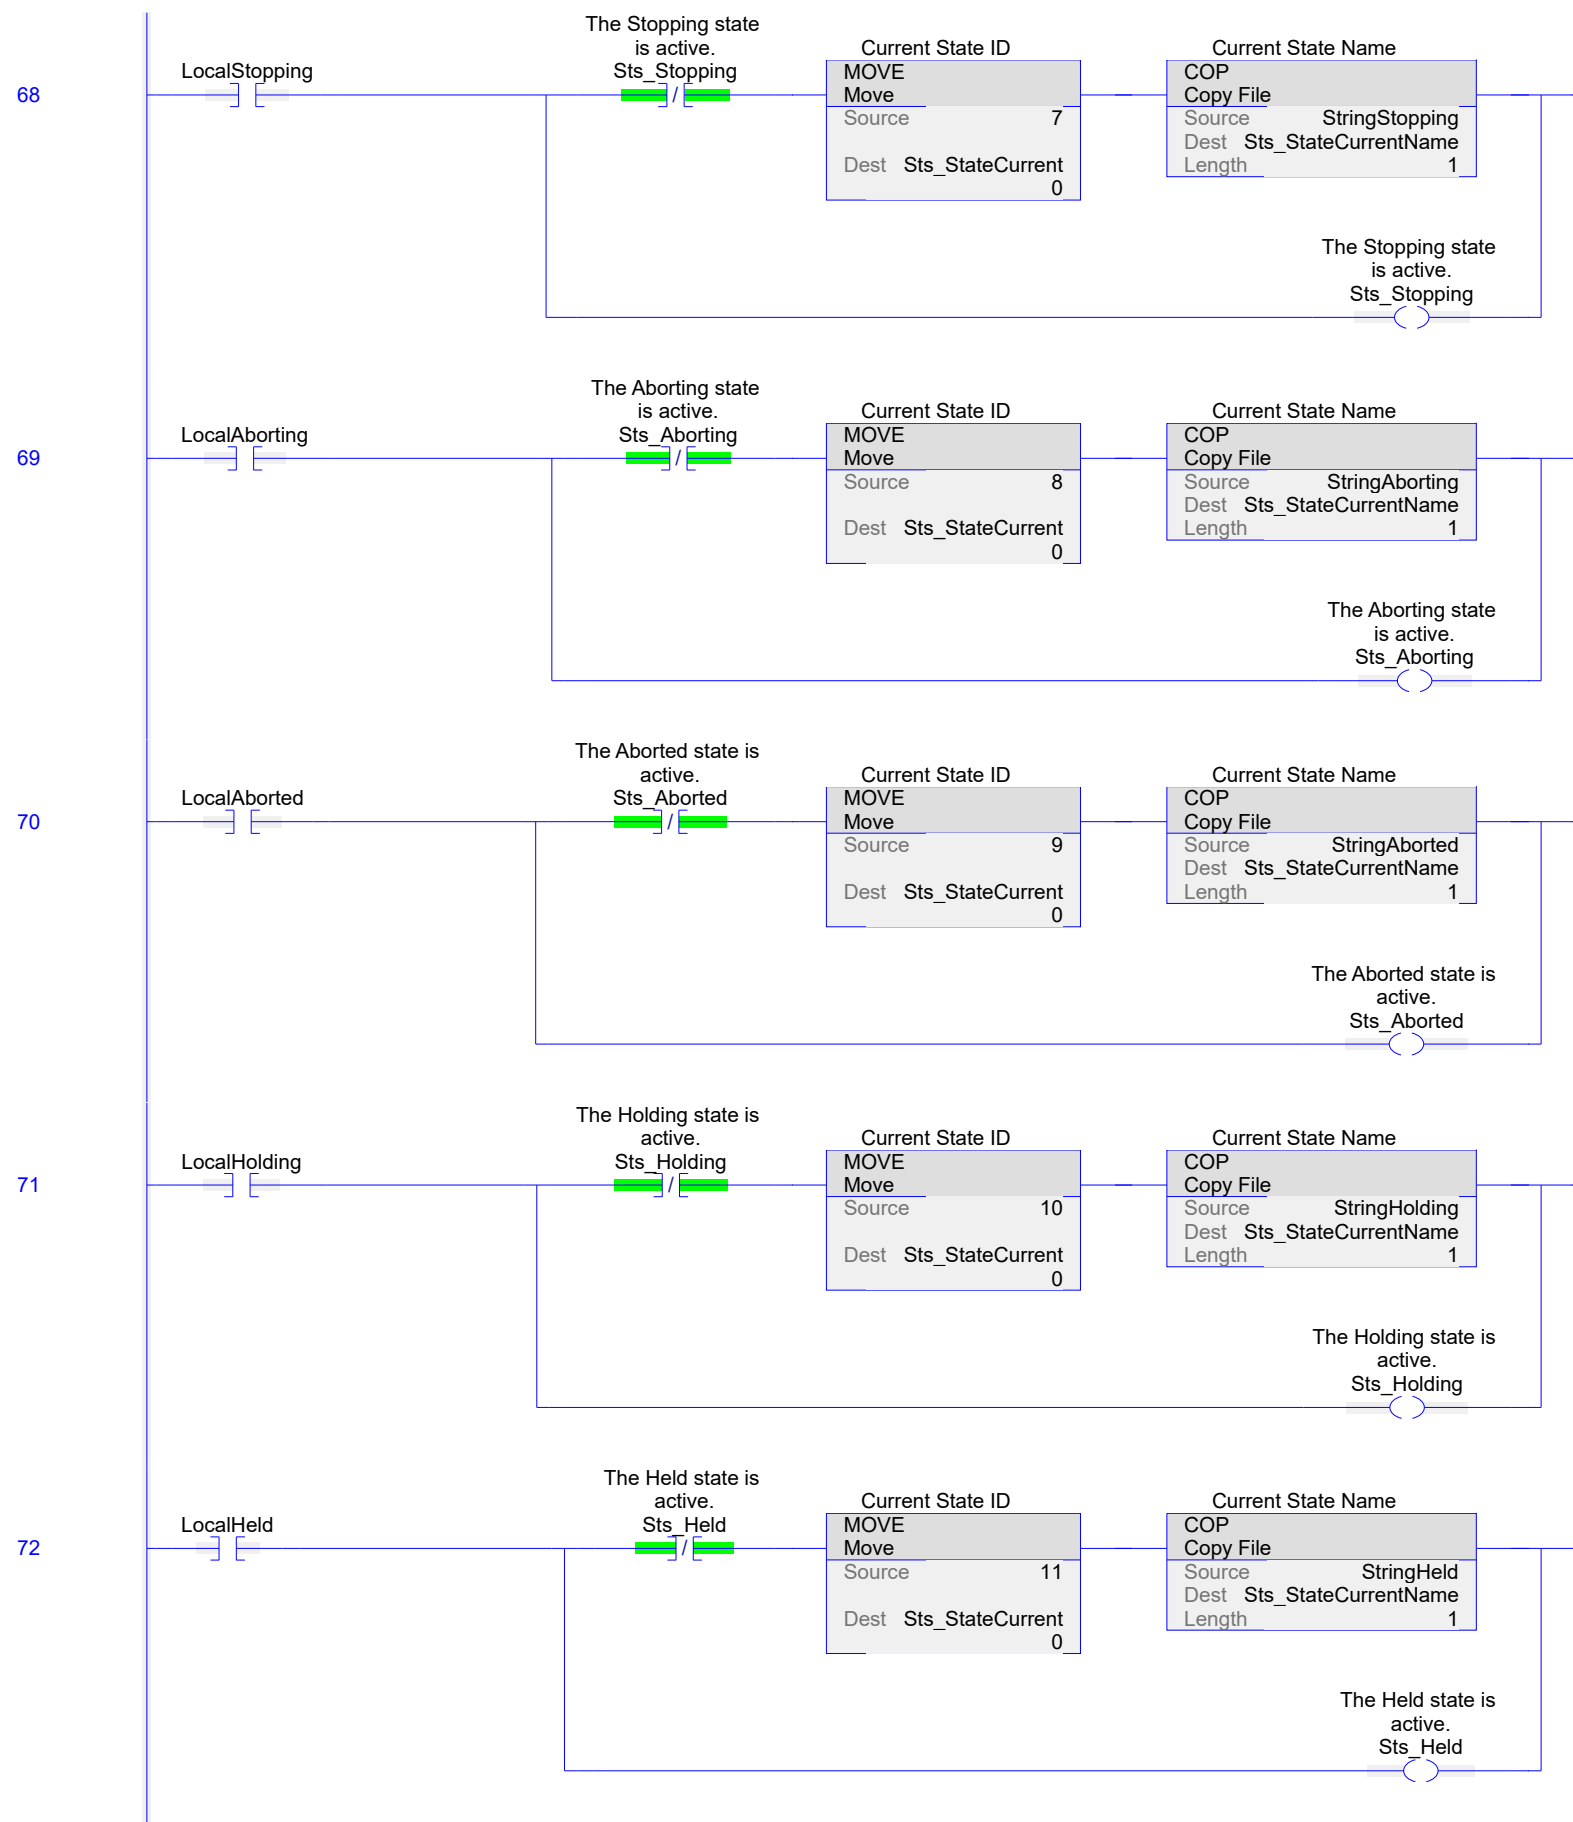 The Stopping state
is active.
Current State ID
Current State Name
LocalStopping
Sts_Stopping
MOVE
COP
68
/
Move
Copy File
Source 7
Source StringStopping
Dest Sts_StateCurrentName
Dest Sts_StateCurrent
Length 1
0
The Stopping state
is active.
Sts_Stopping
The Aborting state
is active.
Current State ID
Current State Name
LocalAborting
Sts_Aborting
MOVE
COP
69
/
Move
Copy File
Source 8
Source StringAborting
Dest Sts_StateCurrentName
Dest Sts_StateCurrent
Length 1
0
The Aborting state
is active.
Sts_Aborting
The Aborted state is
active.
Current State ID
Current State Name
LocalAborted
Sts_Aborted
MOVE
COP
70
/
Move
Copy File
Source 9
Source StringAborted
Dest Sts_StateCurrentName
Dest Sts_StateCurrent
Length 1
0
The Aborted state is
active.
Sts_Aborted
The Holding state is
active.
Current State ID
Current State Name
LocalHolding
Sts_Holding
MOVE
COP
71
/
Move
Copy File
Source 10
Source StringHolding
Dest Sts_StateCurrentName
Dest Sts_StateCurrent
Length 1
0
The Holding state is
active.
Sts_Holding
The Held state is
active.
Current State ID
Current State Name
LocalHeld
Sts_Held
MOVE
COP
72
/
Move
Copy File
Source 11
Source StringHeld
Dest Sts_StateCurrentName
Dest Sts_StateCurrent
Length 1
0
The Held state is
active.
Sts_Held